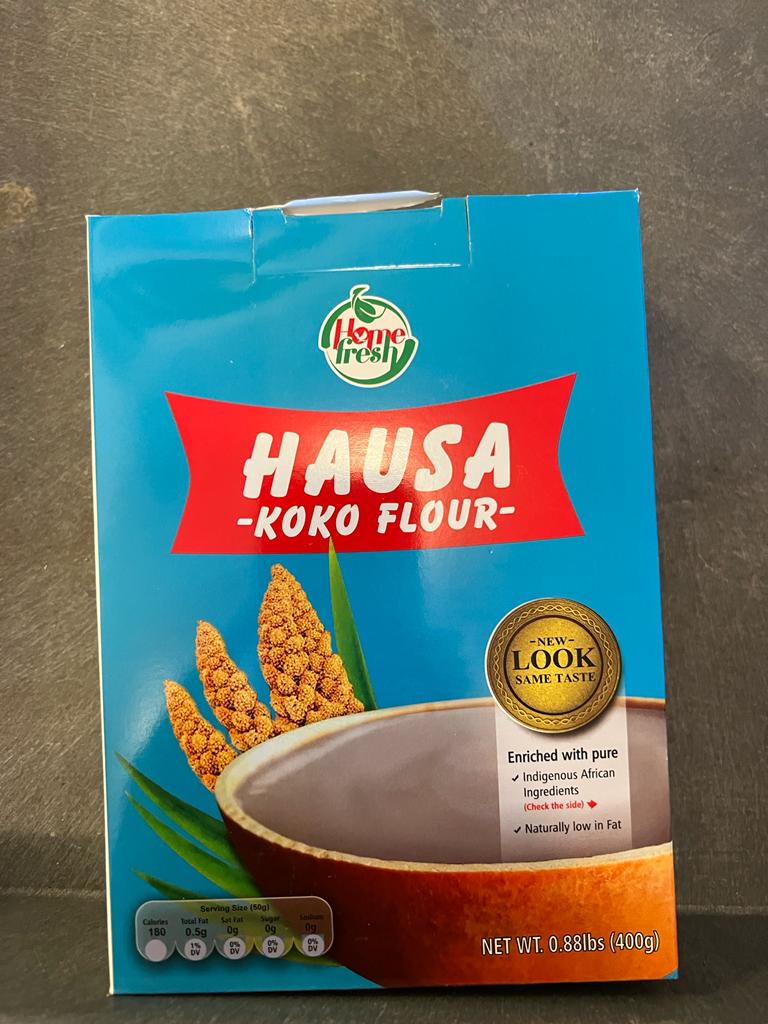 Home
fresh
HAUSA
-KOKO FLOUR-
-NEW-
LOOK
SAME TASTE
Enriched with pure
✓ Indigenous African
Ingredients
(Check the side)
✓ Naturally low in Fat
Serving Size (50g)
Calories Total Fat Sat Fat Sugar Sodium
180 0.5g 0g 0g 0g
1% 0% 0% 0%
DV DV DV DV
NET WT. 0.88lbs (400g)